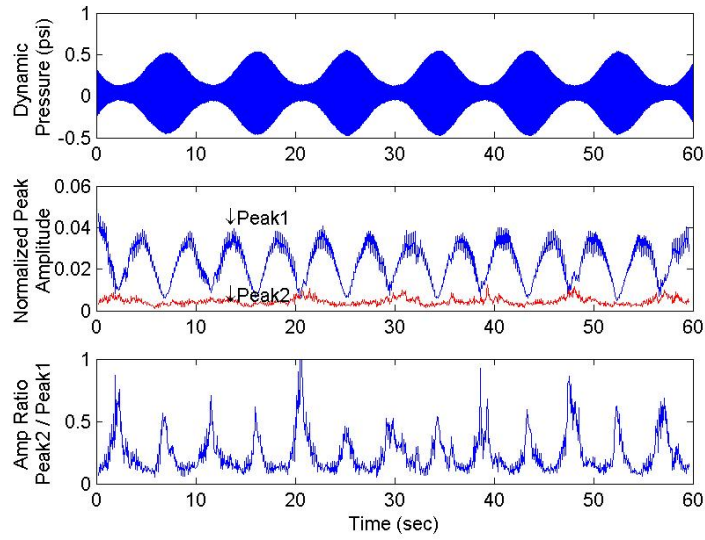 Dynamic
Pressure (psi)
1
0.5
0
-0.5
0 10 20 30 40 50 60
Normalized Peak
Amplitude
0.06
0.04
0.02
0
↓Peak1
↓Peak2
0 10 20 30 40 50 60
Amp Ratio
Peak2 / Peak1
1
0.5
0
0 10 20 30 40 50 60
Time (sec)